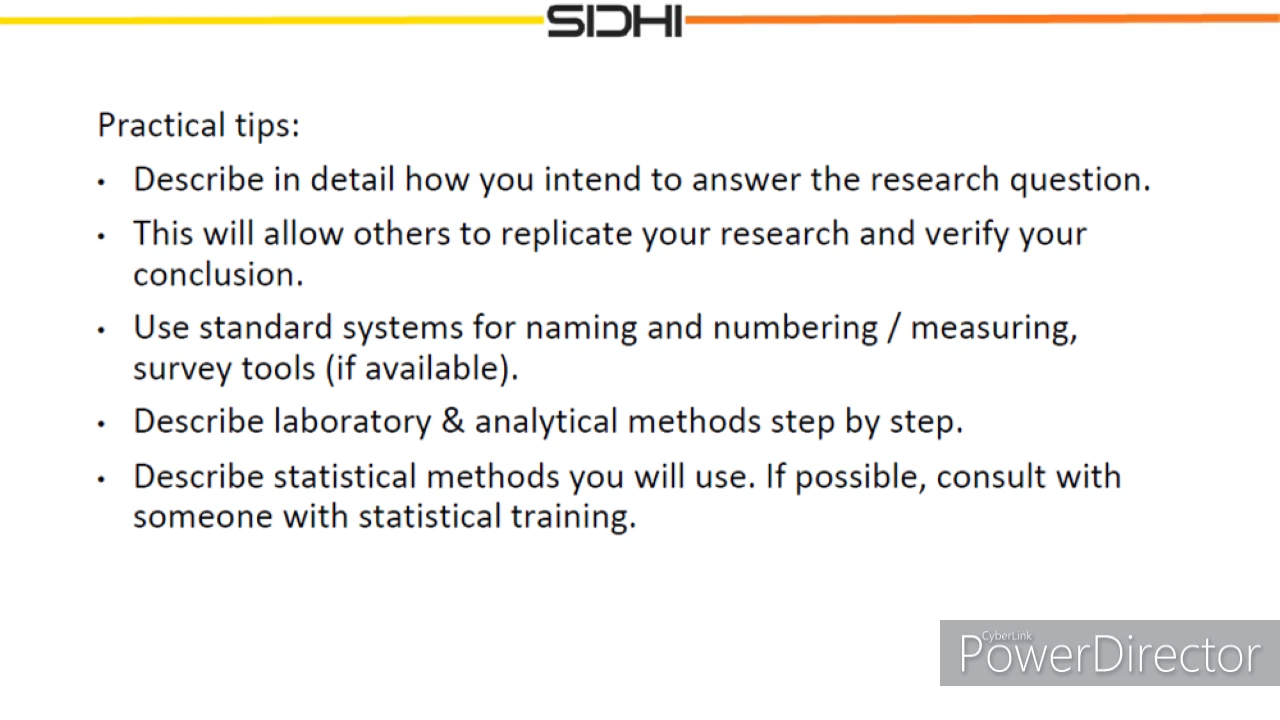 SIDHI
Practical tips:
• Describe in detail how you intend to answer the research question.
• This will allow others to replicate your research and verify your
conclusion.
• Use standard systems for naming and numbering / measuring,
survey tools (if available).
• Describe laboratory & analytical methods step by step.
• Describe statistical methods you will use. If possible, consult with
someone with statistical training.
CyberLink
PowerDirector